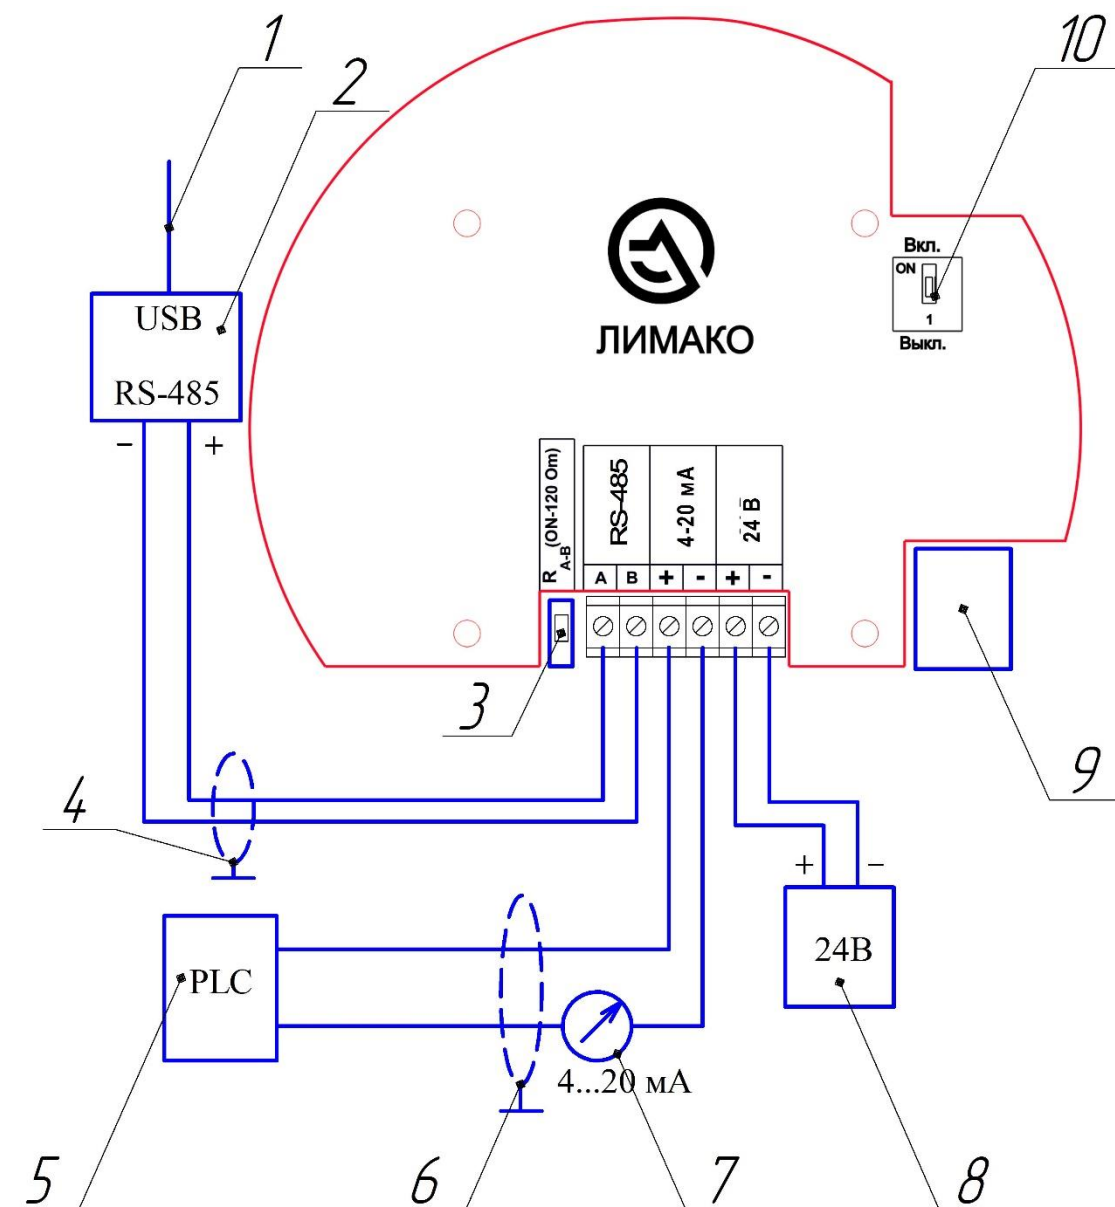 1
2
10
Вкл.
ON
1
Выкл.
ЛИМАКО
USB
RS-485
- +
R A-B (ON-120 Om)
RS-485
4-20 мА
24 В
A B + - + -
3
9
4
+ -
24В
PLC
4...20 мА
5
6
7
8